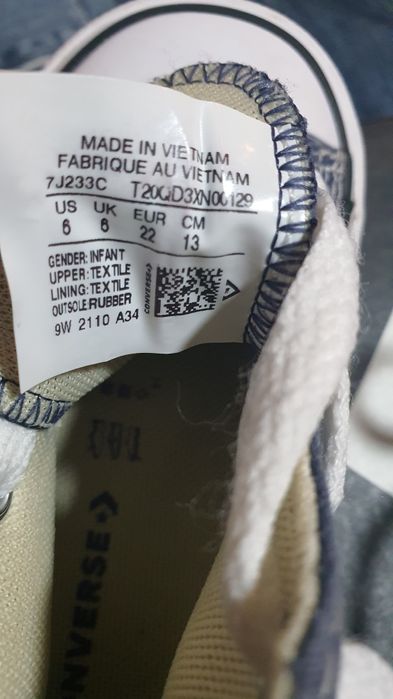 MADE IN VIETNAM
FABRIQUE AU VIETNAM
7J233C T20QD3XN00129
US UK EUR CM
6 6 22 13
GENDER: INFANT
UPPER: TEXTILE
LINING: TEXTILE
OUTSOLE: RUBBER
9W 2110 A34
CONVERSE
CONVERSE